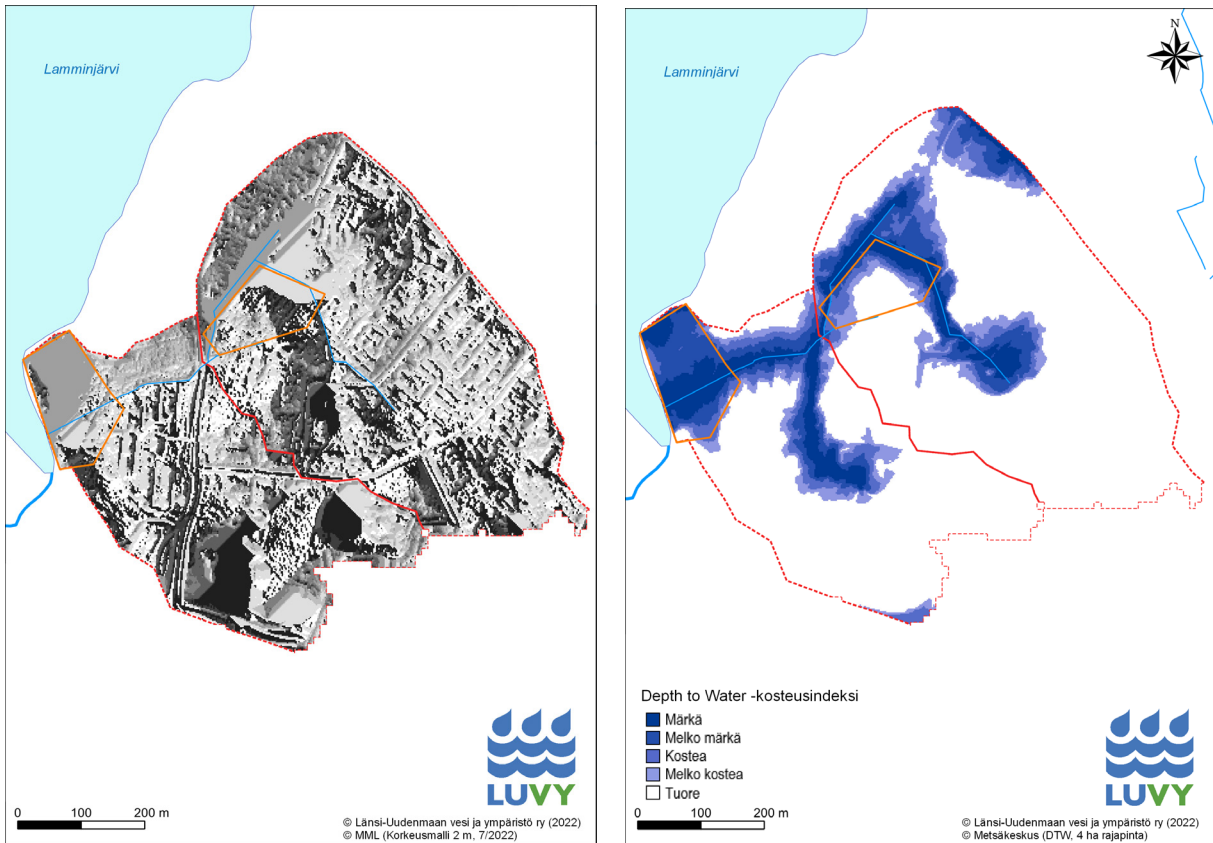 Lamminjärvi
LUVY
0 100 200 m
© Länsi-Uudenmaan vesi ja ympäristö ry (2022)
© MML (Korkeusmalli 2 m, 7/2022)
N
Lamminjärvi
Depth to Water -kosteusindeksi
Märkä
Melko märkä
Kostea
Melko kostea
Tuore
LUVY
0 100 200 m
© Länsi-Uudenmaan vesi ja ympäristö ry (2022)
© Metsäkeskus (DTW, 4 ha rajapinta)